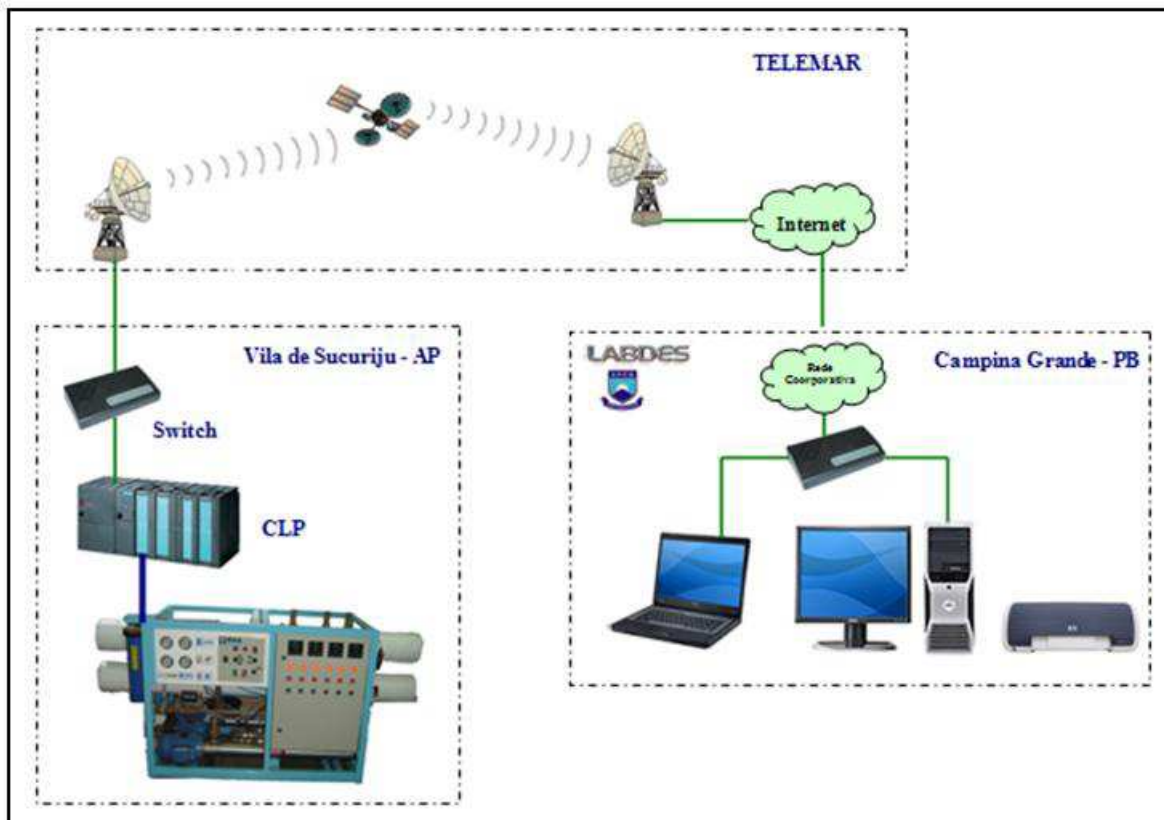 TELEMAR
Internet
Vila de Sucuriju - AP
Switch
CLP
LABDES
Rede
Coorporativa
Campina Grande - PB